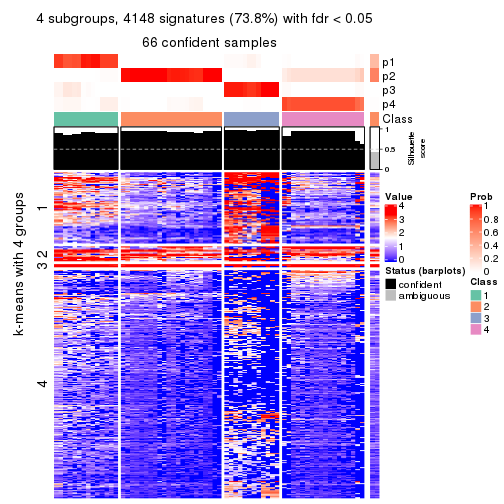 4 subgroups, 4148 signatures (73.8%) with fdr < 0.05
66 confident samples
p1
p2
p3
p4
Class
1
0.5
0
Silhouette
score
k-means with 4 groups
1
2
3
4
Value
4
3
2
1
0
Status (barplots)
confident
ambiguous
Prob
1
0.8
0.6
0.4
0.2
0
Class
1
2
3
4